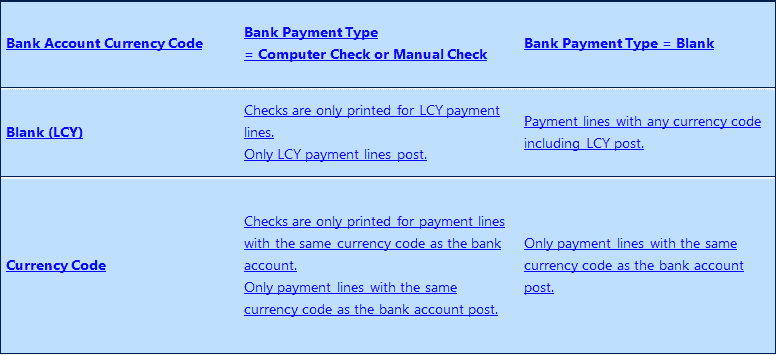 Bank Account Currency Code
Bank Payment Type
= Computer Check or Manual Check
Bank Payment Type = Blank
Blank (LCY)
Checks are only printed for LCY payment
lines.
Only LCY payment lines post.
Payment lines with any currency code
including LCY post.
Currency Code
Checks are only printed for payment lines
with the same currency code as the bank
account.
Only payment lines with the same
currency code as the bank account post.
Only payment lines with the same
currency code as the bank account
post.